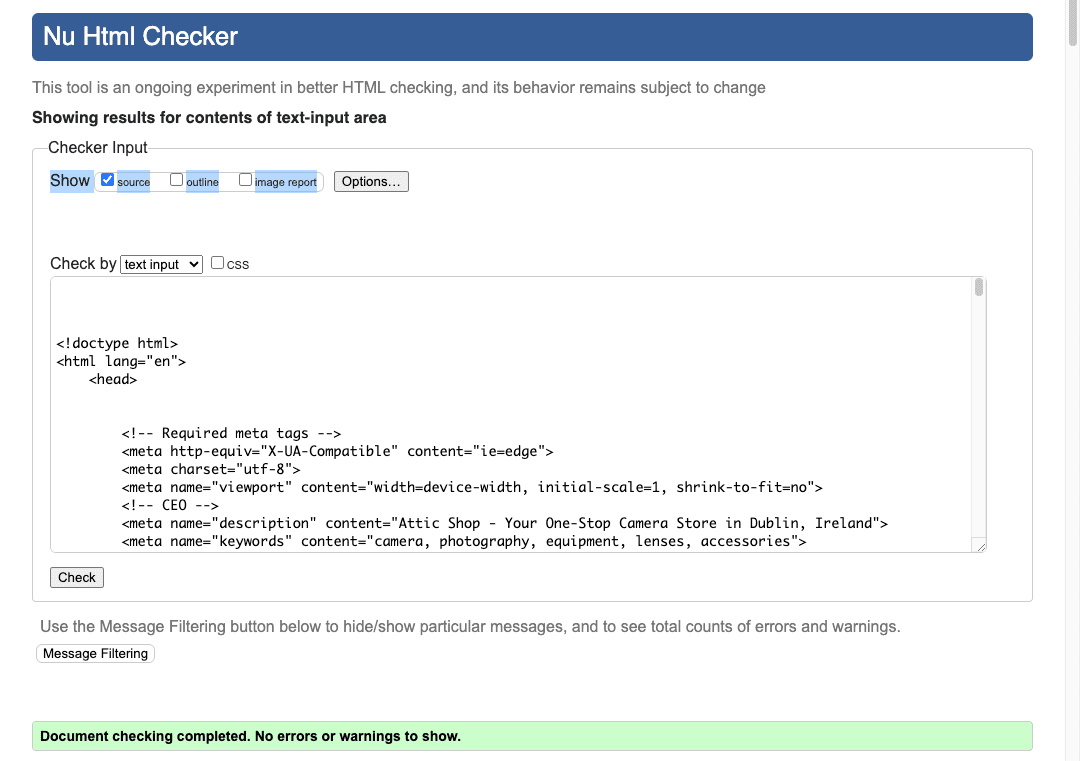 Nu Html Checker
This tool is an ongoing experiment in better HTML checking, and its behavior remains subject to change
Showing results for contents of text-input area
Checker Input
Show source outline image report Options...
Check by text input css
<!doctype html>
<html lang="en">
<head>
<!-- Required meta tags -->
<meta http-equiv="X-UA-Compatible" content="ie=edge">
<meta charset="utf-8">
<meta name="viewport" content="width=device-width, initial-scale=1, shrink-to-fit=no">
<!-- CEO -->
<meta name="description" content="Attic Shop - Your One-Stop Camera Store in Dublin, Ireland">
<meta name="keywords" content="camera, photography, equipment, lenses, accessories">
Check
Use the Message Filtering button below to hide/show particular messages, and to see total counts of errors and warnings.
Message Filtering
Document checking completed. No errors or warnings to show.